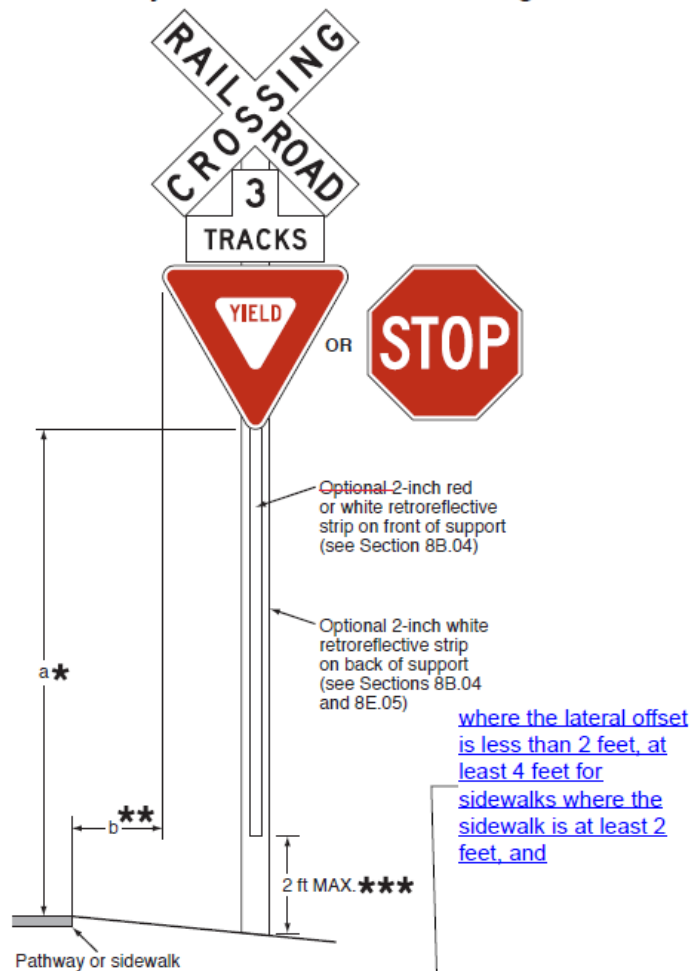 RAIL ROAD
CROSSING
3
TRACKS
YIELD
OR
STOP
Optional 2-inch red
or white retroreflective
strip on front of support
(see Section 8B.04)
Optional 2-inch white
retroreflective strip
on back of support
(see Sections 8B.04
and 8E.05)
a★
where the lateral offset
is less than 2 feet, at
least 4 feet for
sidewalks where the
sidewalk is at least 2
feet, and
b★★
2 ft MAX.★★★
Pathway or sidewalk